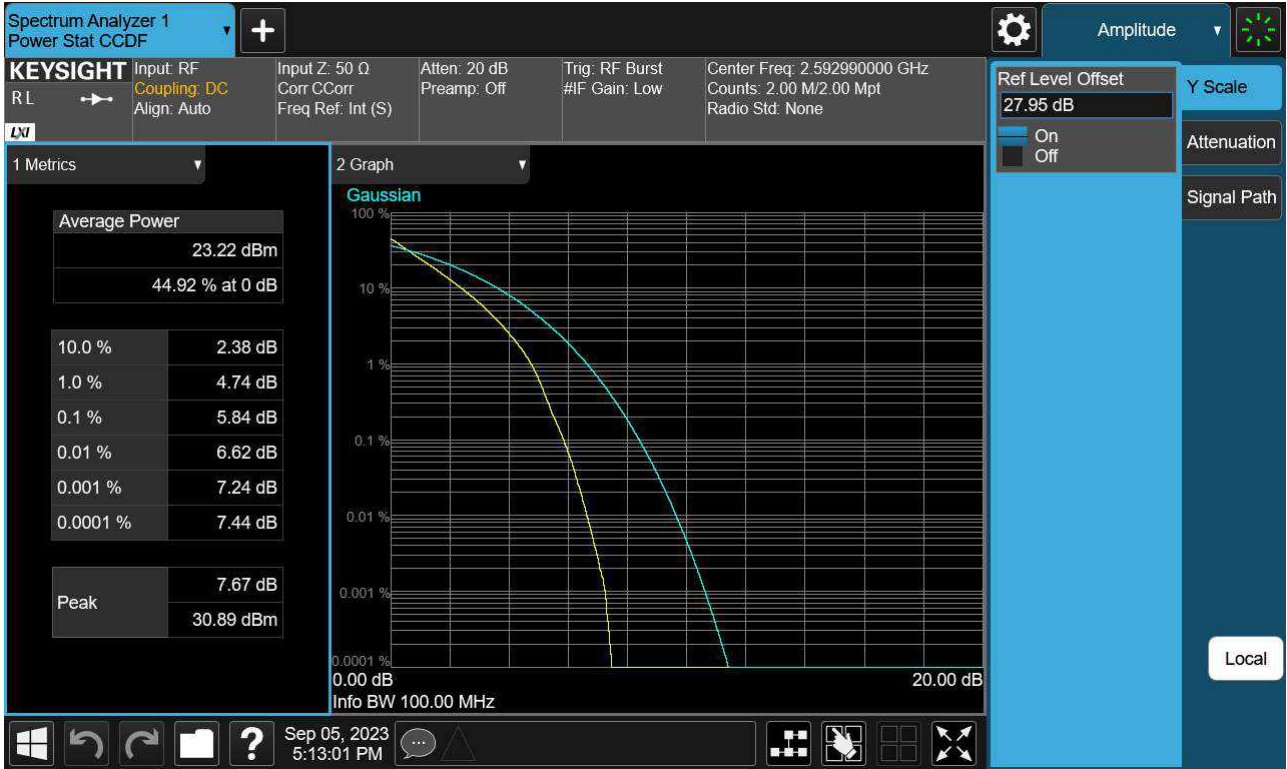 Spectrum Analyzer 1
Power Stat CCDF
Amplitude
KEYSIGHT
R L
LXI
Input: RF
Coupling: DC
Align: Auto
Input Z: 50 Ω
Corr CCorr
Freq Ref: Int (S)
Atten: 20 dB
Preamp: Off
Trig: RF Burst
#IF Gain: Low
Center Freq: 2.592990000 GHz
Counts: 2.00 M/2.00 Mpt
Radio Std: None
Ref Level Offset
27.95 dB
On
Off
Y Scale
Attenuation
Signal Path
Local
1 Metrics
Average Power
23.22 dBm
44.92 % at 0 dB
10.0 % 2.38 dB
1.0 % 4.74 dB
0.1 % 5.84 dB
0.01 % 6.62 dB
0.001 % 7.24 dB
0.0001 % 7.44 dB
Peak
7.67 dB
30.89 dBm
2 Graph
Gaussian
100 %
10 %
1 %
0.1 %
0.01 %
0.001 %
0.0001 %
0.00 dB 20.00 dB
Info BW 100.00 MHz
?
Sep 05, 2023
5:13:01 PM